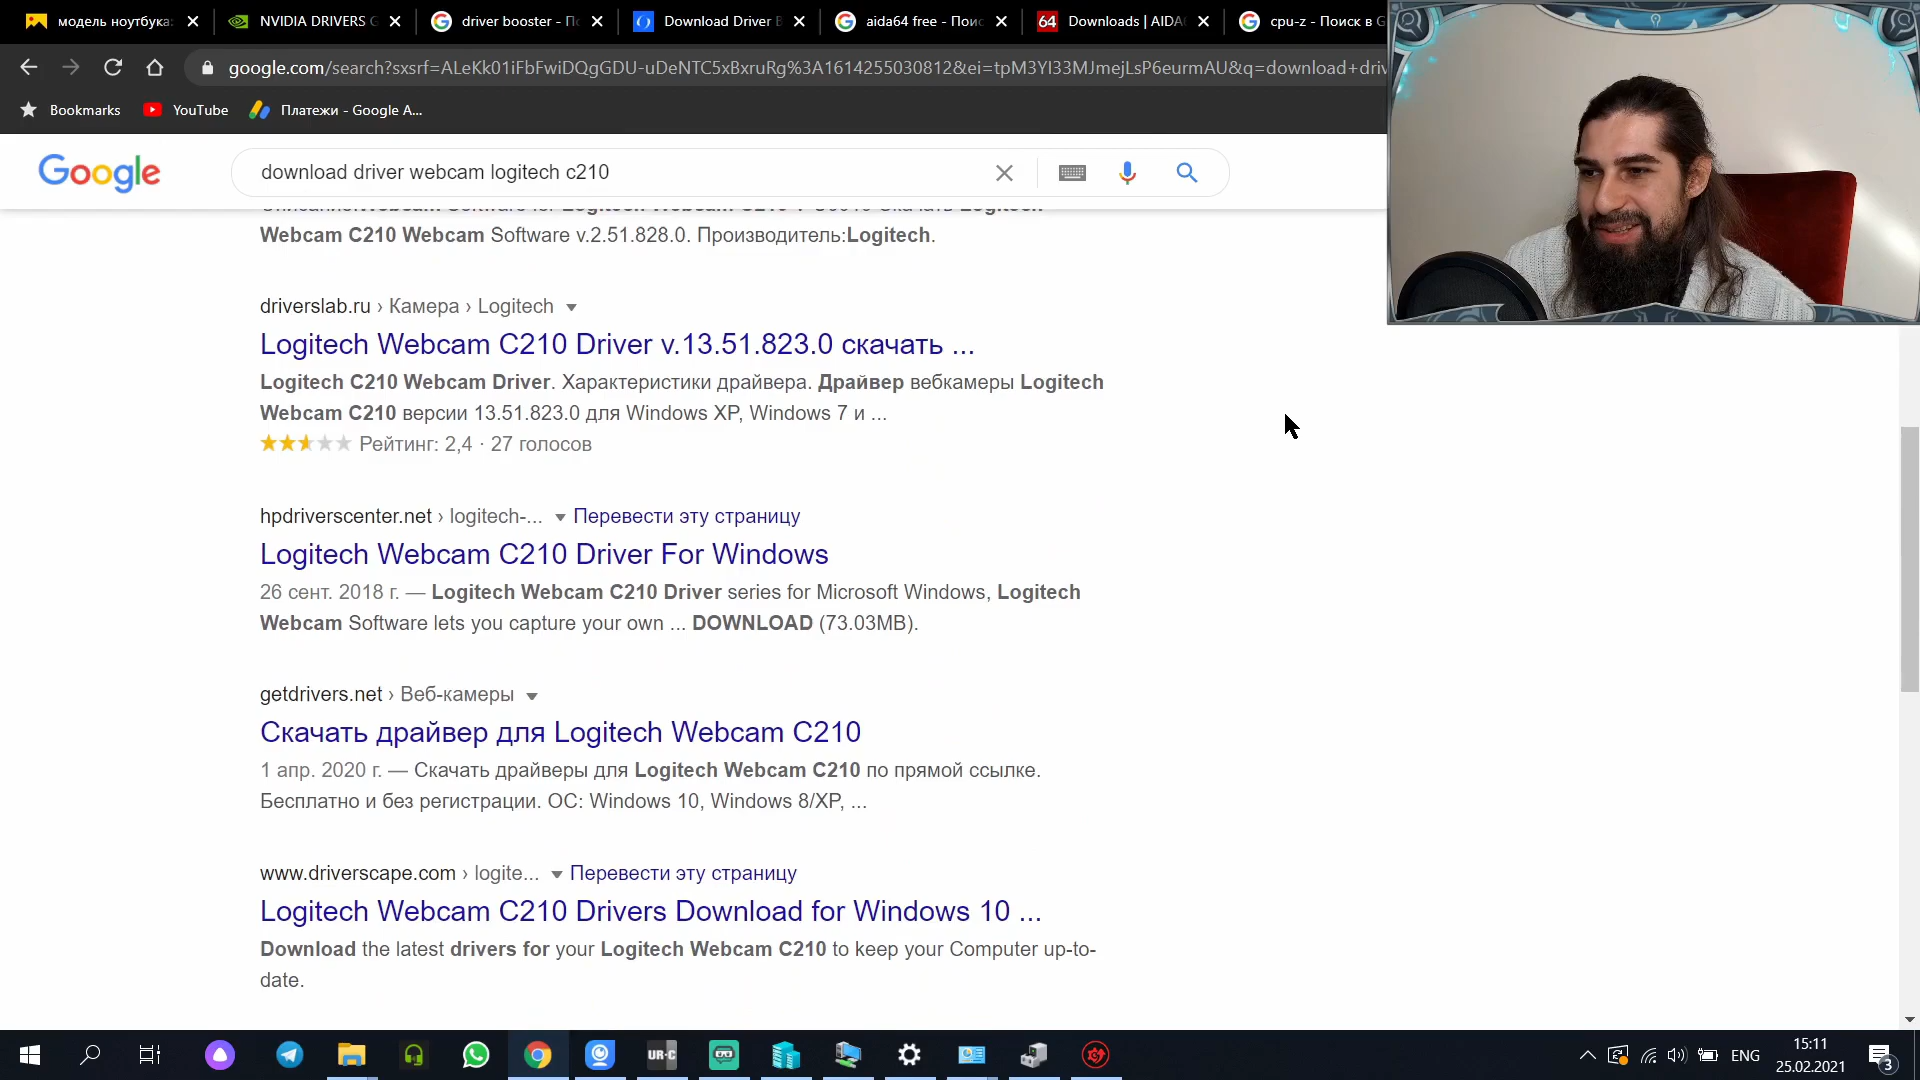 модель ноутбука:
NVIDIA DRIVERS G
driver booster - По
Download Driver B
aida64 free - Поис
64 Downloads | AIDA
cpu-z - Поиск в G
google.com/search?sxsrf=ALeKk01iFbFwiDQgGDU-uDeNTC5xBxruRg%3A1614255030812&ei=tpM3Yl33MJmejLsP6eurmAU&q=download+driv
Bookmarks
YouTube
Платежи - Google A...
Google
download driver webcam logitech c210
Webcam C210 Webcam Software v.2.51.828.0. Производитель:Logitech.
driverslab.ru › Камера › Logitech
Logitech Webcam C210 Driver v.13.51.823.0 скачать ...
Logitech C210 Webcam Driver. Характеристики драйвера. Драйвер вебкамеры Logitech
Webcam C210 версии 13.51.823.0 для Windows XP, Windows 7 и ...
Рейтинг: 2,4 · 27 голосов
hpdriverscenter.net › logitech-... Перевести эту страницу
Logitech Webcam C210 Driver For Windows
26 сент. 2018 г. — Logitech Webcam C210 Driver series for Microsoft Windows, Logitech
Webcam Software lets you capture your own ... DOWNLOAD (73.03MB).
getdrivers.net › Веб-камеры
Скачать драйвер для Logitech Webcam C210
1 апр. 2020 г. — Скачать драйверы для Logitech Webcam C210 по прямой ссылке.
Бесплатно и без регистрации. ОС: Windows 10, Windows 8/XP, ...
www.driverscape.com › logite... Перевести эту страницу
Logitech Webcam C210 Drivers Download for Windows 10 ...
Download the latest drivers for your Logitech Webcam C210 to keep your Computer up-to-
date.
UR-C
ENG
15:11
25.02.2021
3